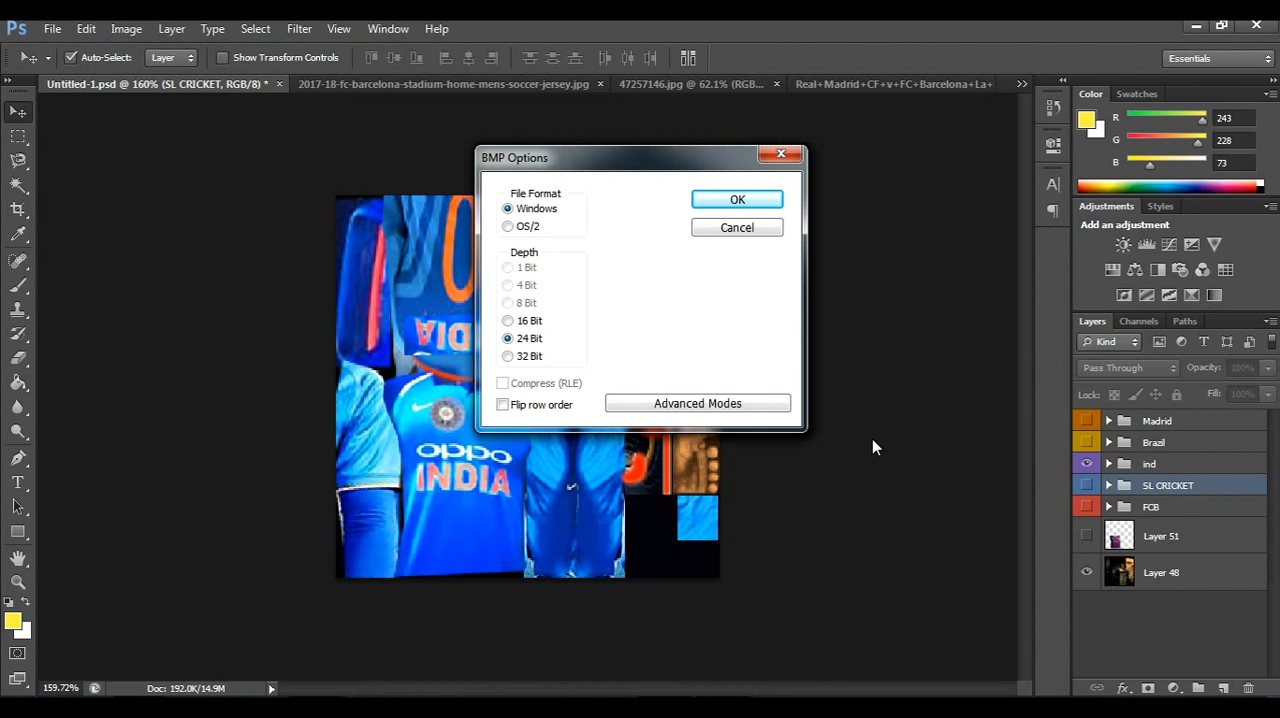 Ps File Edit Image Layer Type Select Filter View Window Help
Auto-Select: Layer Show Transform Controls Essentials
Untitled-1.psd @ 160% (SL CRICKET, RGB/8) * × 2017-18-fc-barcelona-stadium-home-mens-soccer-jersey.jpg × 47257146.jpg @ 62.1% (RGB... × Real+Madrid+CF+v+FC+Barcelona+La+
Color Swatches
R 243
G 228
B 73
Adjustments Styles
Add an adjustment
Layers Channels Paths
Kind
Pass Through Opacity: 100%
Lock: Fill: 100%
Madrid
Brazil
ind
SL CRICKET
FCB
Layer 51
Layer 48
BMP Options
File Format
Windows
OS/2
Depth
1 Bit
4 Bit
8 Bit
16 Bit
24 Bit
32 Bit
Compress (RLE)
Flip row order
OK
Cancel
Advanced Modes
INDIA
oppo
INDIA
159.72% Doc: 192.0K/14.9M